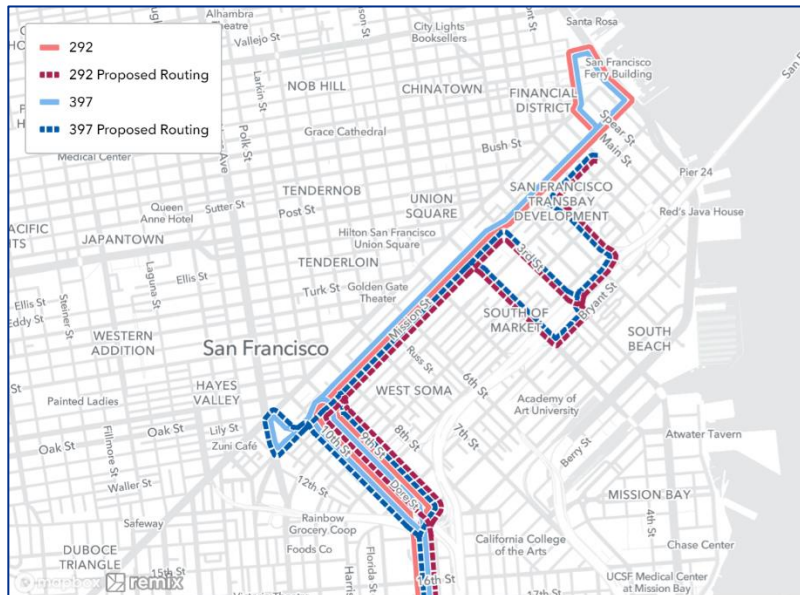 292
292 Proposed Routing
397
397 Proposed Routing
Alhambra
Theatre
Vallejo St
City Lights
Booksellers
Santa Rosa
San Francisco
Ferry Building
NOB HILL
CHINATOWN
FINANCIAL
DISTRICT
Larkin St
Polk St
Ave
Grace Cathedral
Medical Center
Bush St
Spear St
Main St
Pier 24
TENDERNOB
UNION
SQUARE
SAN FRANCISCO
TRANSBAY
DEVELOPMENT
Queen
Anne Hotel
Sutter St
Post St
Red's Java House
JAPANTOWN
Hilton San Francisco
Union Square
TENDERLOIN
3rd St
Laguna St
Ellis St
Turk St
Golden Gate
Theater
Ellis St
Eddy St
Steiner St
Mission St
SOUTH OF
MARKET
Bryant St
SOUTH
BEACH
WESTERN
ADDITION
San Francisco
Russ St
6th St
HAYES
VALLEY
WEST SOMA
Academy of
Art University
Painted Ladies
Oak St
Lily St
Oak St
Zuni Café
10th St
9th St
8th St
7th St
Berry St
Atwater Tavern
Fillmore St
Waller St
12th St
Dore St
MISSION BAY
Safeway
Rainbow
Grocery Coop
California College
of the Arts
4th St
Chase Center
DUBOCE
TRIANGLE
Foods Co
Florida St
16th St
UCSF Medical Center
at Mission Bay
15th St
17th St
mapbox
remix